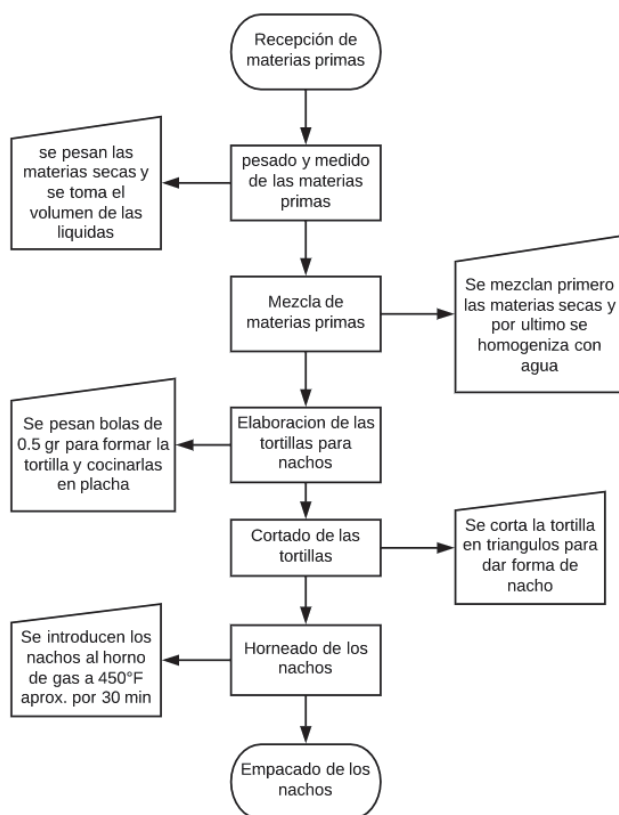 Recepción de
materias primas
se pesan las
materias secas y
se toma el
volumen de las
liquidas
pesado y medido
de las materias
primas
Mezcla de
materias primas
Se mezclan primero
las materias secas y
por ultimo se
homogeniza con
agua
Se pesan bolas de
0.5 gr para formar la
tortilla y cocinarlas
en placha
Elaboracion de las
tortillas para
nachos
Cortado de las
tortillas
Se corta la tortilla
en triangulos para
dar forma de
nacho
Se introducen los
nachos al horno
de gas a 450°F
aprox. por 30 min
Horneado de los
nachos
Empacado de los
nachos